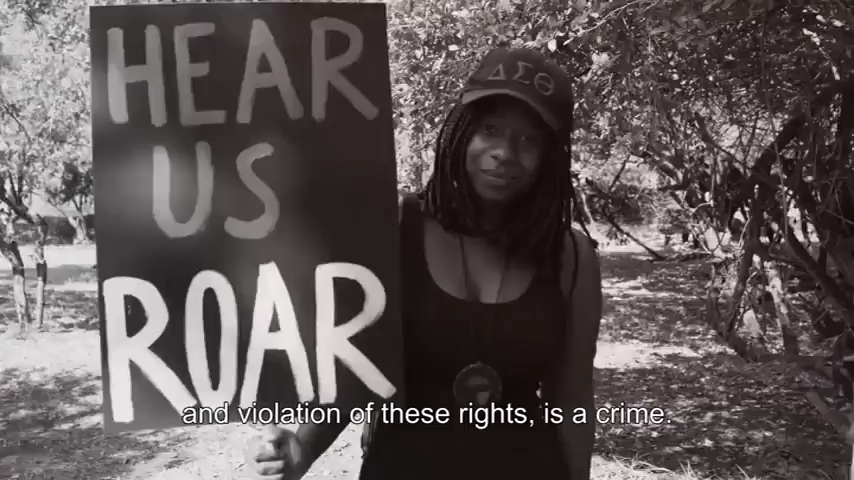 HEAR
US
ROAR
ΔΣΘ
and violation of these rights, is a crime.